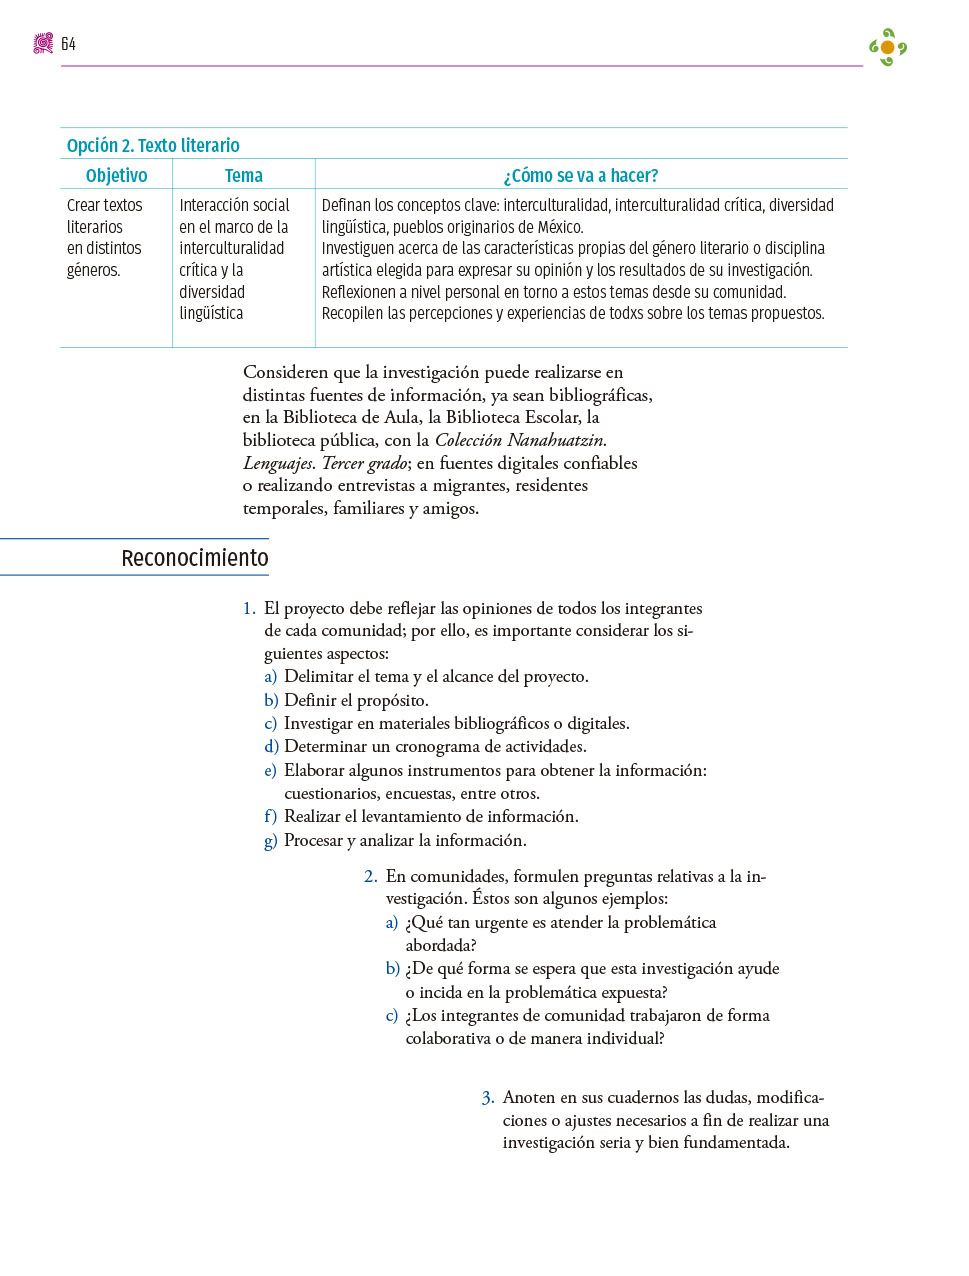 64
Opción 2. Texto literario
Objetivo
Tema
¿Cómo se va a hacer?
Crear textos
literarios
en distintos
géneros.
Interacción social
en el marco de la
interculturalidad
crítica y la
diversidad
lingüística
Definan los conceptos clave: interculturalidad, interculturalidad crítica, diversidad
lingüística, pueblos originarios de México.
Investiguen acerca de las características propias del género literario o disciplina
artística elegida para expresar su opinión y los resultados de su investigación.
Reflexionen a nivel personal en torno a estos temas desde su comunidad.
Recopilen las percepciones y experiencias de todxs sobre los temas propuestos.
Consideren que la investigación puede realizarse en
distintas fuentes de información, ya sean bibliográficas,
en la Biblioteca de Aula, la Biblioteca Escolar, la
biblioteca pública, con la Colección Nanahuatzin.
Lenguajes. Tercer grado; en fuentes digitales confiables
o realizando entrevistas a migrantes, residentes
temporales, familiares y amigos.
Reconocimiento
1. El proyecto debe reflejar las opiniones de todos los integrantes
de cada comunidad; por ello, es importante considerar los si-
guientes aspectos:
a) Delimitar el tema y el alcance del proyecto.
b) Definir el propósito.
c) Investigar en materiales bibliográficos o digitales.
d) Determinar un cronograma de actividades.
e) Elaborar algunos instrumentos para obtener la información:
cuestionarios, encuestas, entre otros.
f) Realizar el levantamiento de información.
g) Procesar y analizar la información.
2. En comunidades, formulen preguntas relativas a la in-
vestigación. Éstos son algunos ejemplos:
a) ¿Qué tan urgente es atender la problemática
abordada?
b) ¿De qué forma se espera que esta investigación ayude
o incida en la problemática expuesta?
c) ¿Los integrantes de comunidad trabajaron de forma
colaborativa o de manera individual?
3. Anoten en sus cuadernos las dudas, modifica-
ciones o ajustes necesarios a fin de realizar una
investigación seria y bien fundamentada.